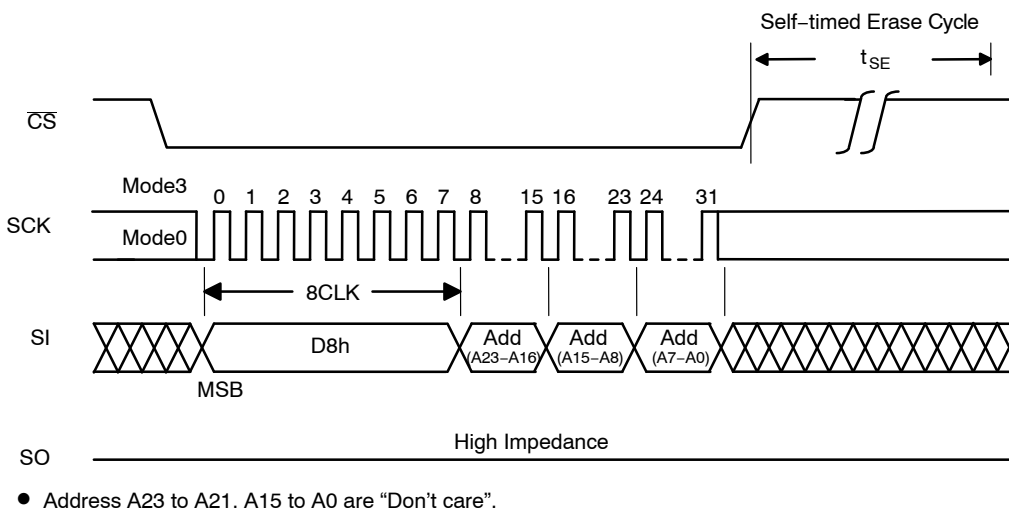 Self−timed Erase Cycle
tSE
CS
Mode3
0 1 2 3 4 5 6 7 8 15 16 23 24 31
SCK
Mode0
8CLK
SI
D8h
Add
(A23−A16)
Add
(A15−A8)
Add
(A7−A0)
MSB
High Impedance
SO
● Address A23 to A21, A15 to A0 are “Don’t care”.